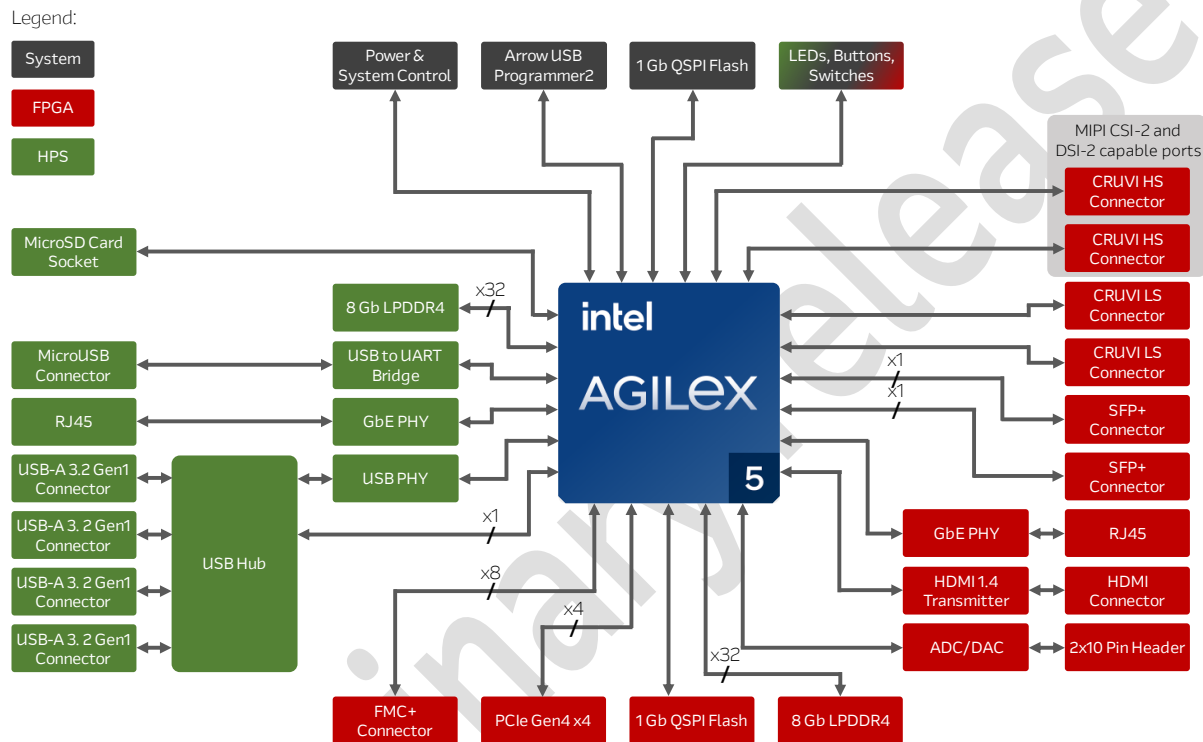 Legend:
System
FPGA
HPS
Power &
System Control
Arrow USB
Programmer2
1 Gb QSPI Flash
LEDs, Buttons,
Switches
MIPI CSI-2 and
DSI-2 capable ports
CRUVI HS
Connector
CRUVI HS
Connector
CRUVI LS
Connector
CRUVI LS
Connector
x1
x1
SFP+
Connector
SFP+
Connector
MicroSD Card
Socket
8 Gb LPDDR4
x32
MicroUSB
Connector
USB to UART
Bridge
RJ45
GbE PHY
USB-A 3.2 Gen1
Connector
USB-A 3. 2 Gen1
Connector
USB-A 3. 2 Gen1
Connector
USB-A 3. 2 Gen1
Connector
USB Hub
USB PHY
x1
intel
AGILEX
5
GbE PHY
RJ45
HDMI 1.4
Transmitter
HDMI
Connector
ADC/DAC
2x10 Pin Header
x8
x4
x32
FMC+
Connector
PCIe Gen4 x4
1 Gb QSPI Flash
8 Gb LPDDR4
inary release